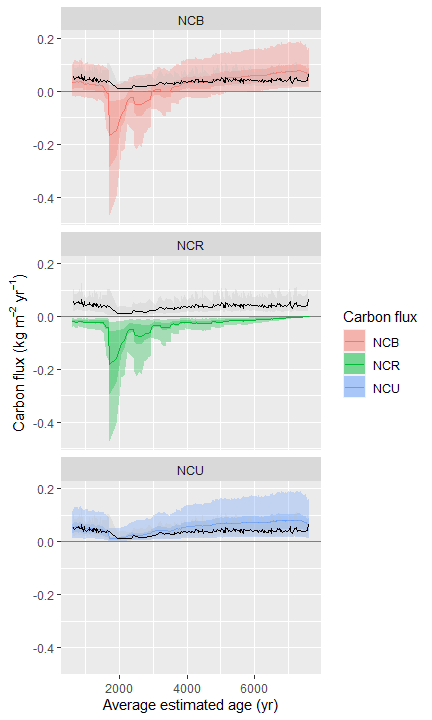 NCB
0.2
0.0
-0.2
-0.4
NCR
0.2
0.0
-0.2
-0.4
NCU
0.2
0.0
-0.2
-0.4
2000 4000 6000
Average estimated age (yr)
Carbon flux (kg m⁻² yr⁻¹)
Carbon flux
NCB
NCR
NCU